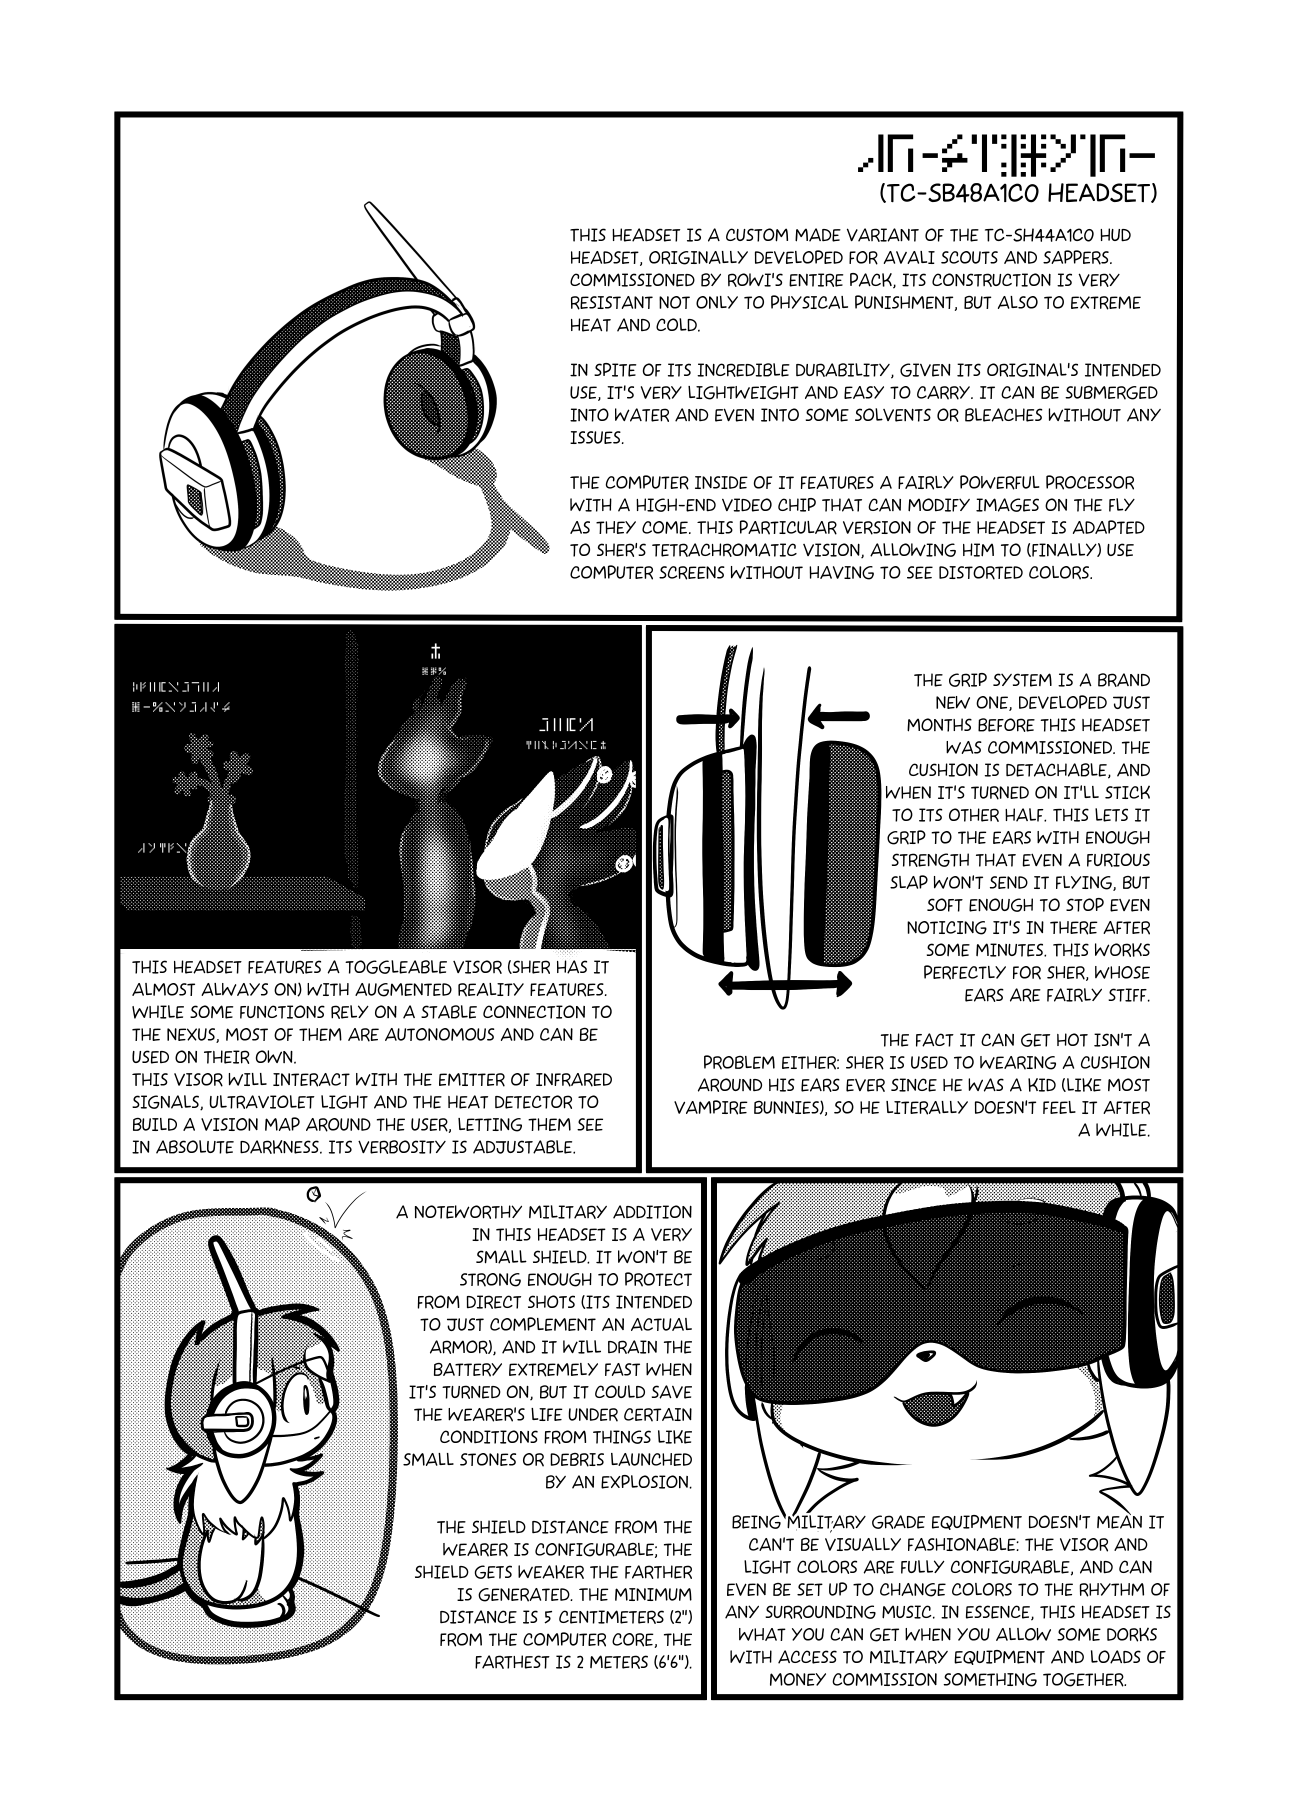 (TC-SB48A1C0 HEADSET)
THIS HEADSET IS A CUSTOM MADE VARIANT OF THE TC-SH44A1C0 HUD
HEADSET, ORIGINALLY DEVELOPED FOR AVALI SCOUTS AND SAPPERS.
COMMISSIONED BY ROWI'S ENTIRE PACK, ITS CONSTRUCTION IS VERY
RESISTANT NOT ONLY TO PHYSICAL PUNISHMENT, BUT ALSO TO EXTREME
HEAT AND COLD.
IN SPITE OF ITS INCREDIBLE DURABILITY, GIVEN ITS ORIGINAL'S INTENDED
USE, IT'S VERY LIGHTWEIGHT AND EASY TO CARRY. IT CAN BE SUBMERGED
INTO WATER AND EVEN INTO SOME SOLVENTS OR BLEACHES WITHOUT ANY
ISSUES.
THE COMPUTER INSIDE OF IT FEATURES A FAIRLY POWERFUL PROCESSOR
WITH A HIGH-END VIDEO CHIP THAT CAN MODIFY IMAGES ON THE FLY
AS THEY COME. THIS PARTICULAR VERSION OF THE HEADSET IS ADAPTED
TO SHER'S TETRACHROMATIC VISION, ALLOWING HIM TO (FINALLY) USE
COMPUTER SCREENS WITHOUT HAVING TO SEE DISTORTED COLORS.
THIS HEADSET FEATURES A TOGGLEABLE VISOR (SHER HAS IT
ALMOST ALWAYS ON) WITH AUGMENTED REALITY FEATURES.
WHILE SOME FUNCTIONS RELY ON A STABLE CONNECTION TO
THE NEXUS, MOST OF THEM ARE AUTONOMOUS AND CAN BE
USED ON THEIR OWN.
THIS VISOR WILL INTERACT WITH THE EMITTER OF INFRARED
SIGNALS, ULTRAVIOLET LIGHT AND THE HEAT DETECTOR TO
BUILD A VISION MAP AROUND THE USER, LETTING THEM SEE
IN ABSOLUTE DARKNESS. ITS VERBOSITY IS ADJUSTABLE.
THE GRIP SYSTEM IS A BRAND
NEW ONE, DEVELOPED JUST
MONTHS BEFORE THIS HEADSET
WAS COMMISSIONED. THE
CUSHION IS DETACHABLE, AND
WHEN IT'S TURNED ON IT'LL STICK
TO ITS OTHER HALF. THIS LETS IT
GRIP TO THE EARS WITH ENOUGH
STRENGTH THAT EVEN A FURIOUS
SLAP WON'T SEND IT FLYING, BUT
SOFT ENOUGH TO STOP EVEN
NOTICING IT'S IN THERE AFTER
SOME MINUTES. THIS WORKS
PERFECTLY FOR SHER, WHOSE
EARS ARE FAIRLY STIFF.
THE FACT IT CAN GET HOT ISN'T A
PROBLEM EITHER: SHER IS USED TO WEARING A CUSHION
AROUND HIS EARS EVER SINCE HE WAS A KID (LIKE MOST
VAMPIRE BUNNIES), SO HE LITERALLY DOESN'T FEEL IT AFTER
A WHILE.
A NOTEWORTHY MILITARY ADDITION
IN THIS HEADSET IS A VERY
SMALL SHIELD. IT WON'T BE
STRONG ENOUGH TO PROTECT
FROM DIRECT SHOTS (ITS INTENDED
TO JUST COMPLEMENT AN ACTUAL
ARMOR), AND IT WILL DRAIN THE
BATTERY EXTREMELY FAST WHEN
IT'S TURNED ON, BUT IT COULD SAVE
THE WEARER'S LIFE UNDER CERTAIN
CONDITIONS FROM THINGS LIKE
SMALL STONES OR DEBRIS LAUNCHED
BY AN EXPLOSION.
THE SHIELD DISTANCE FROM THE
WEARER IS CONFIGURABLE; THE
SHIELD GETS WEAKER THE FARTHER
IS GENERATED. THE MINIMUM
DISTANCE IS 5 CENTIMETERS (2")
FROM THE COMPUTER CORE, THE
FARTHEST IS 2 METERS (6'6").
BEING MILITARY GRADE EQUIPMENT DOESN'T MEAN IT
CAN'T BE VISUALLY FASHIONABLE: THE VISOR AND
LIGHT COLORS ARE FULLY CONFIGURABLE, AND CAN
EVEN BE SET UP TO CHANGE COLORS TO THE RHYTHM OF
ANY SURROUNDING MUSIC. IN ESSENCE, THIS HEADSET IS
WHAT YOU CAN GET WHEN YOU ALLOW SOME DORKS
WITH ACCESS TO MILITARY EQUIPMENT AND LOADS OF
MONEY COMMISSION SOMETHING TOGETHER.